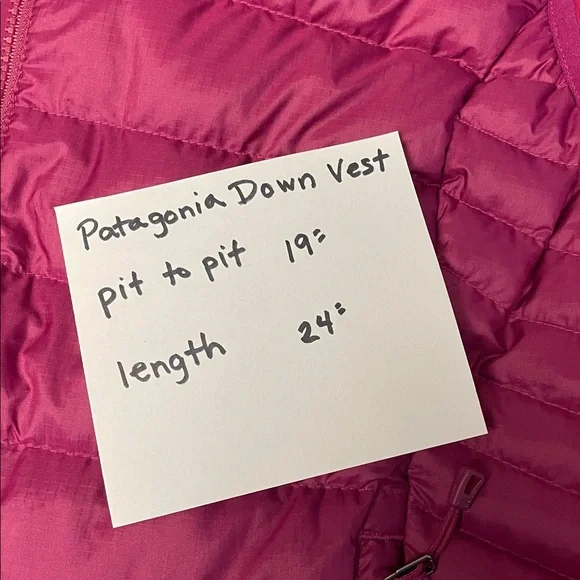 Patagonia Down Vest
pit to pit 19"
length 24"